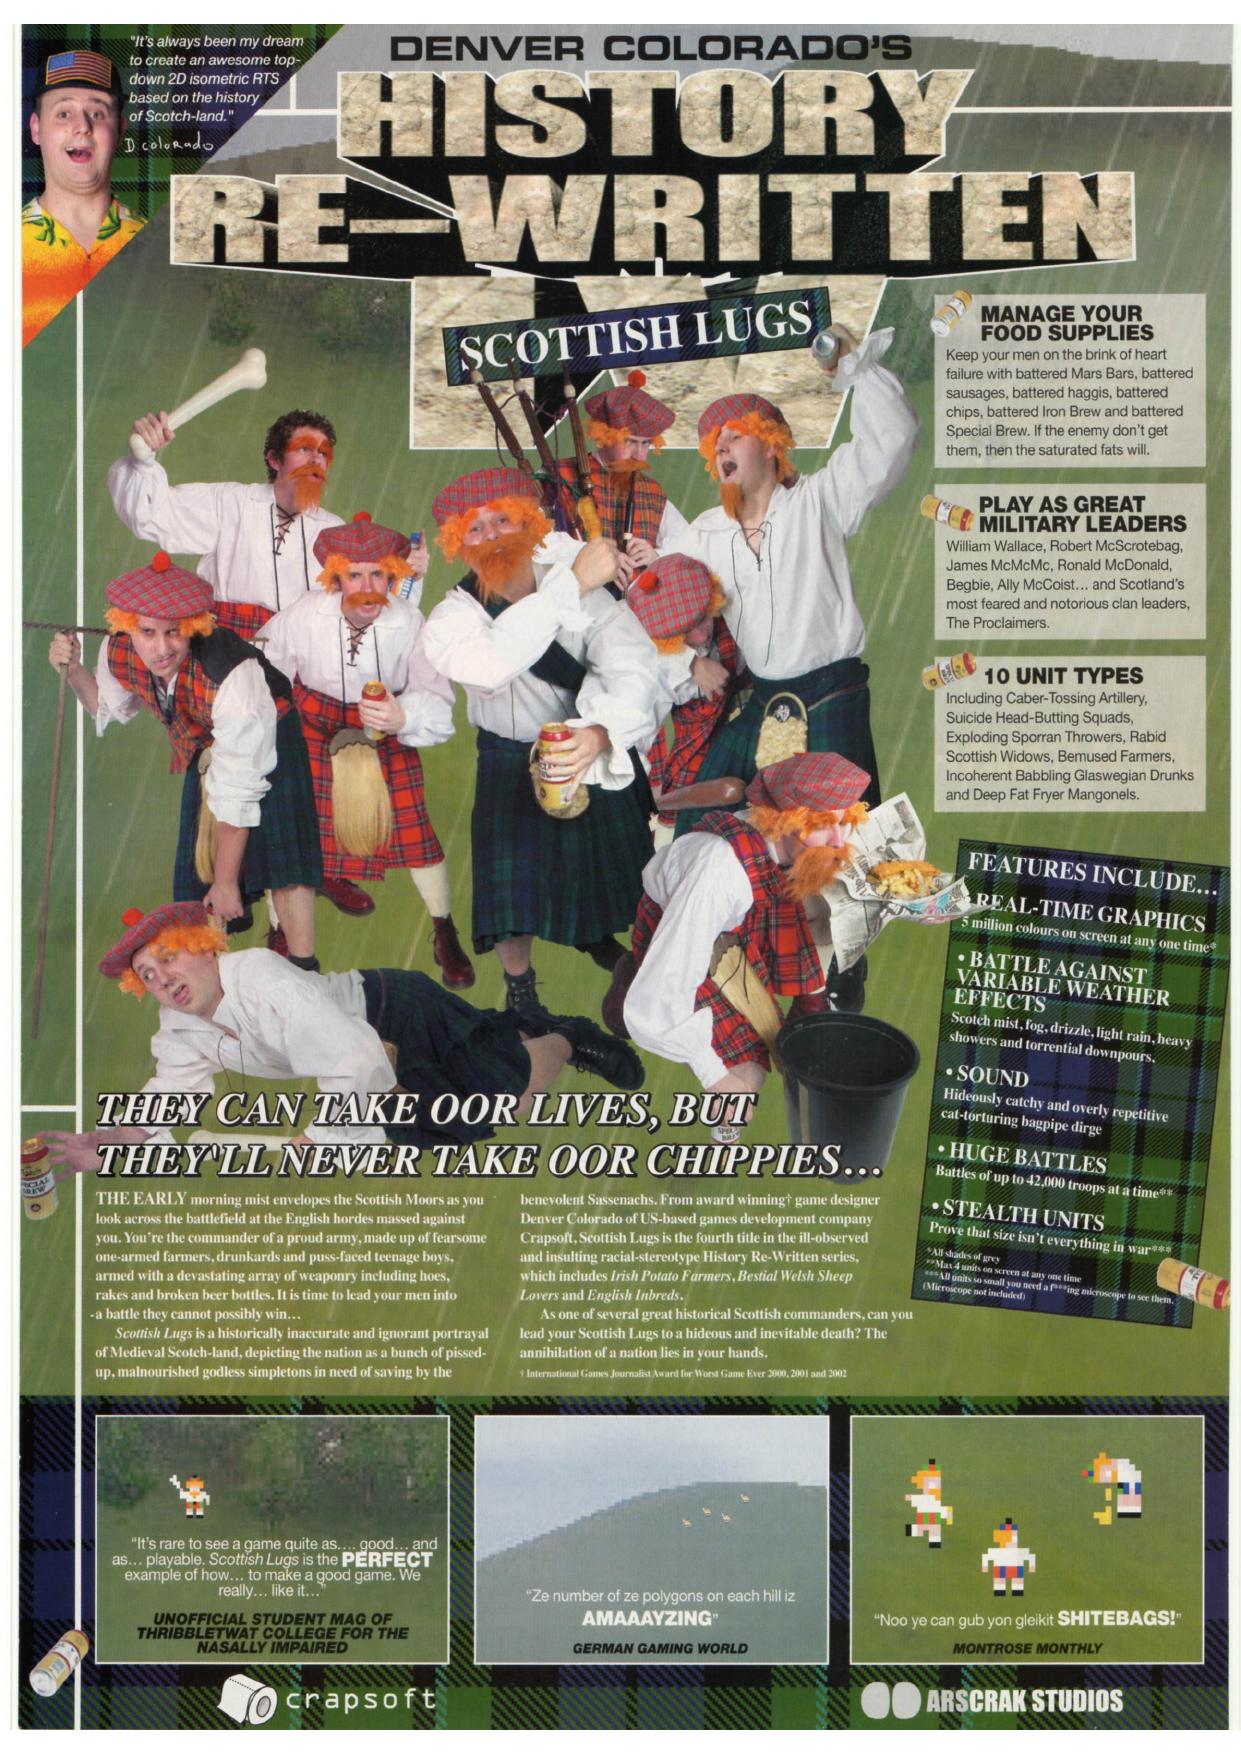 "It's always been my dream
to create an awesome top-
down 2D isometric RTS
based on the history
of Scotch-land."
D colorado
DENVER COLORADO'S
HISTORY
RE-WRITTEN
IV
SCOTTISH LUGS
MANAGE YOUR
FOOD SUPPLIES
Keep your men on the brink of heart
failure with battered Mars Bars, battered
sausages, battered haggis, battered
chips, battered Iron Brew and battered
Special Brew. If the enemy don't get
them, then the saturated fats will.
PLAY AS GREAT
MILITARY LEADERS
William Wallace, Robert McScrotebag,
James McMcMc, Ronald McDonald,
Begbie, Ally McCoist... and Scotland's
most feared and notorious clan leaders,
The Proclaimers.
10 UNIT TYPES
Including Caber-Tossing Artillery,
Suicide Head-Butting Squads,
Exploding Sporran Throwers, Rabid
Scottish Widows, Bemused Farmers,
Incoherent Babbling Glaswegian Drunks
and Deep Fat Fryer Mangonels.
FEATURES INCLUDE...
• REAL-TIME GRAPHICS
5 million colours on screen at any one time*
• BATTLE AGAINST
VARIABLE WEATHER
EFFECTS
Scotch mist, fog, drizzle, light rain, heavy
showers and torrential downpours.
• SOUND
Hideously catchy and overly repetitive
cat-torturing bagpipe dirge
• HUGE BATTLES
Battles of up to 42,000 troops at a time**
• STEALTH UNITS
Prove that size isn't everything in war***
*All shades of grey
**Max 4 units on screen at any one time
***All units so small you need a f***ing microscope to see them.
(Microscope not included)
THEY CAN TAKE OOR LIVES, BUT
THEY'LL NEVER TAKE OOR CHIPPIES...
SPECIAL
BREW
THE EARLY morning mist envelopes the Scottish Moors as you
look across the battlefield at the English hordes massed against
you. You're the commander of a proud army, made up of fearsome
one-armed farmers, drunkards and puss-faced teenage boys,
armed with a devastating array of weaponry including hoes,
rakes and broken beer bottles. It is time to lead your men into
a battle they cannot possibly win...
Scottish Lugs is a historically inaccurate and ignorant portrayal
of Medieval Scotch-land, depicting the nation as a bunch of pissed-
up, malnourished godless simpletons in need of saving by the
benevolent Sassenachs. From award winning† game designer
Denver Colorado of US-based games development company
Crapsoft, Scottish Lugs is the fourth title in the ill-observed
and insulting racial-stereotype History Re-Written series,
which includes Irish Potato Farmers, Bestial Welsh Sheep
Lovers and English Inbreds.
As one of several great historical Scottish commanders, can you
lead your Scottish Lugs to a hideous and inevitable death? The
annihilation of a nation lies in your hands.
† International Games Journalist Award for Worst Game Ever 2000, 2001 and 2002
"It's rare to see a game quite as.... good... and
as... playable. Scottish Lugs is the PERFECT
example of how... to make a good game. We
really... like it..."
UNOFFICIAL STUDENT MAG OF
THRIBBLETWAT COLLEGE FOR THE
NASALLY IMPAIRED
"Ze number of ze polygons on each hill iz
AMAAAYZING"
GERMAN GAMING WORLD
"Noo ye can gub yon gleikit SHITEBAGS!"
MONTROSE MONTHLY
crapsoft
ARSCRAK STUDIOS